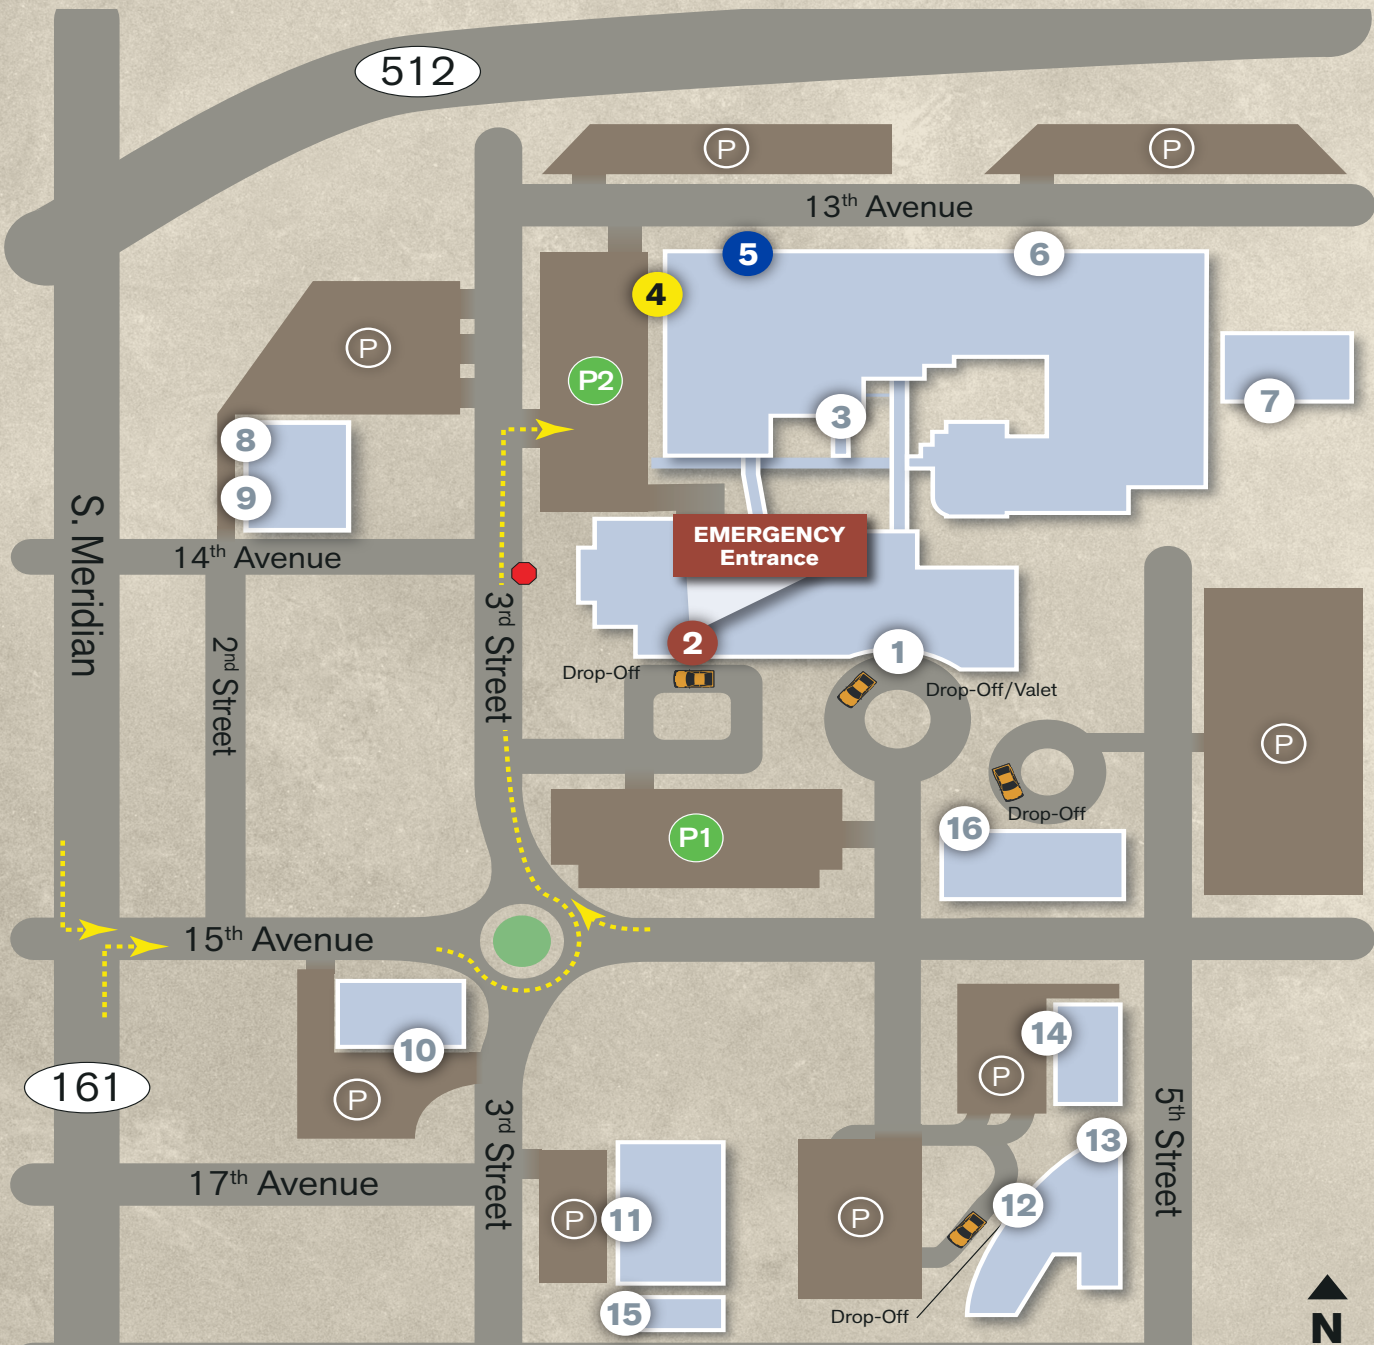 512
P
P
13th Avenue
5
6
4
P
P2
7
3
8
9
S. Meridian
EMERGENCY
Entrance
14th Avenue
3rd Street
2nd Street
2
1
Drop-Off
Drop-Off/Valet
P
Drop-Off
16
P1
15th Avenue
14
10
P
161
P
3rd Street
5th Street
13
17th Avenue
12
P
11
P
15
Drop-Off
N